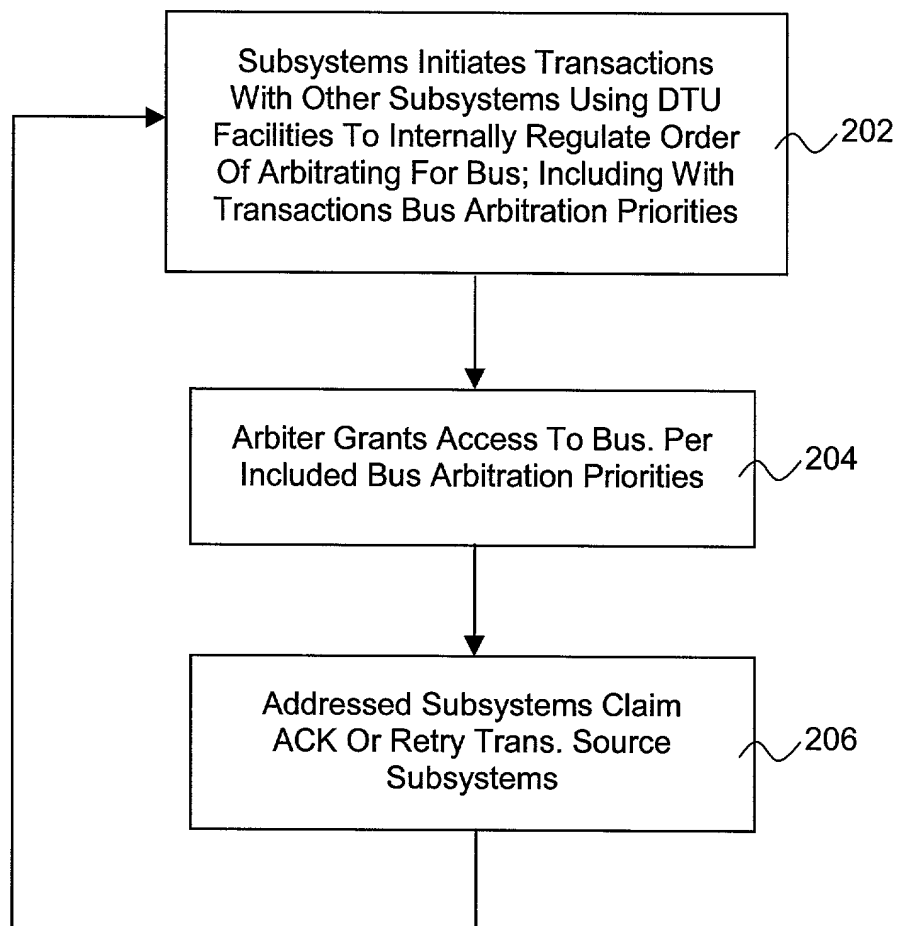 Subsystems Initiates Transactions
With Other Subsystems Using DTU
Facilities To Internally Regulate Order
Of Arbitrating For Bus; Including With
Transactions Bus Arbitration Priorities
202
Arbiter Grants Access To Bus. Per
Included Bus Arbitration Priorities
204
Addressed Subsystems Claim
ACK Or Retry Trans. Source
Subsystems
206